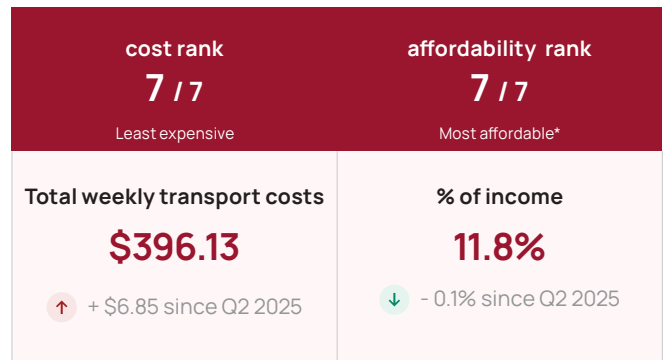 cost rank
7 / 7
Least expensive
affordability rank
7 / 7
Most affordable*
Total weekly transport costs
$396.13
+ $6.85 since Q2 2025
% of income
11.8%
- 0.1% since Q2 2025